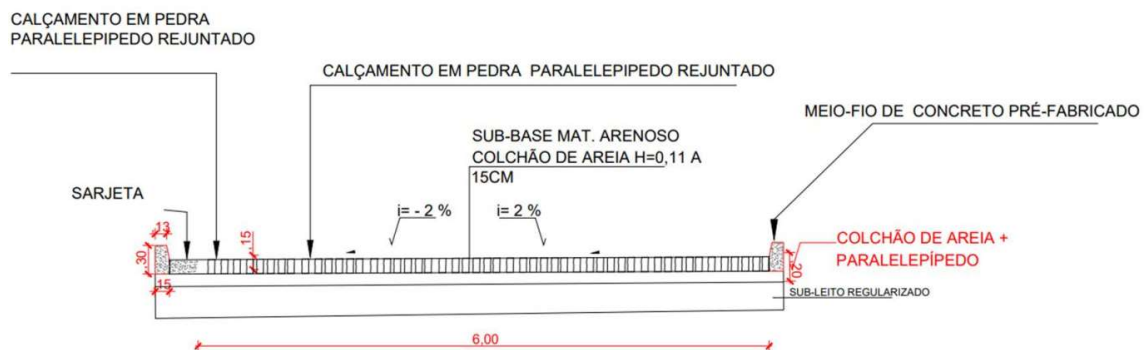 CALÇAMENTO EM PEDRA
PARALELEPIPEDO REJUNTADO
CALÇAMENTO EM PEDRA PARALELEPIPEDO REJUNTADO
MEIO-FIO DE CONCRETO PRÉ-FABRICADO
SUB-BASE MAT. ARENOSO
COLCHÃO DE AREIA H=0,11 A
15CM
SARJETA
i= - 2 %
i= 2 %
13
,15
30
15
COLCHÃO DE AREIA +
PARALELEPÍPEDO
20
SUB-LEITO REGULARIZADO
6,00